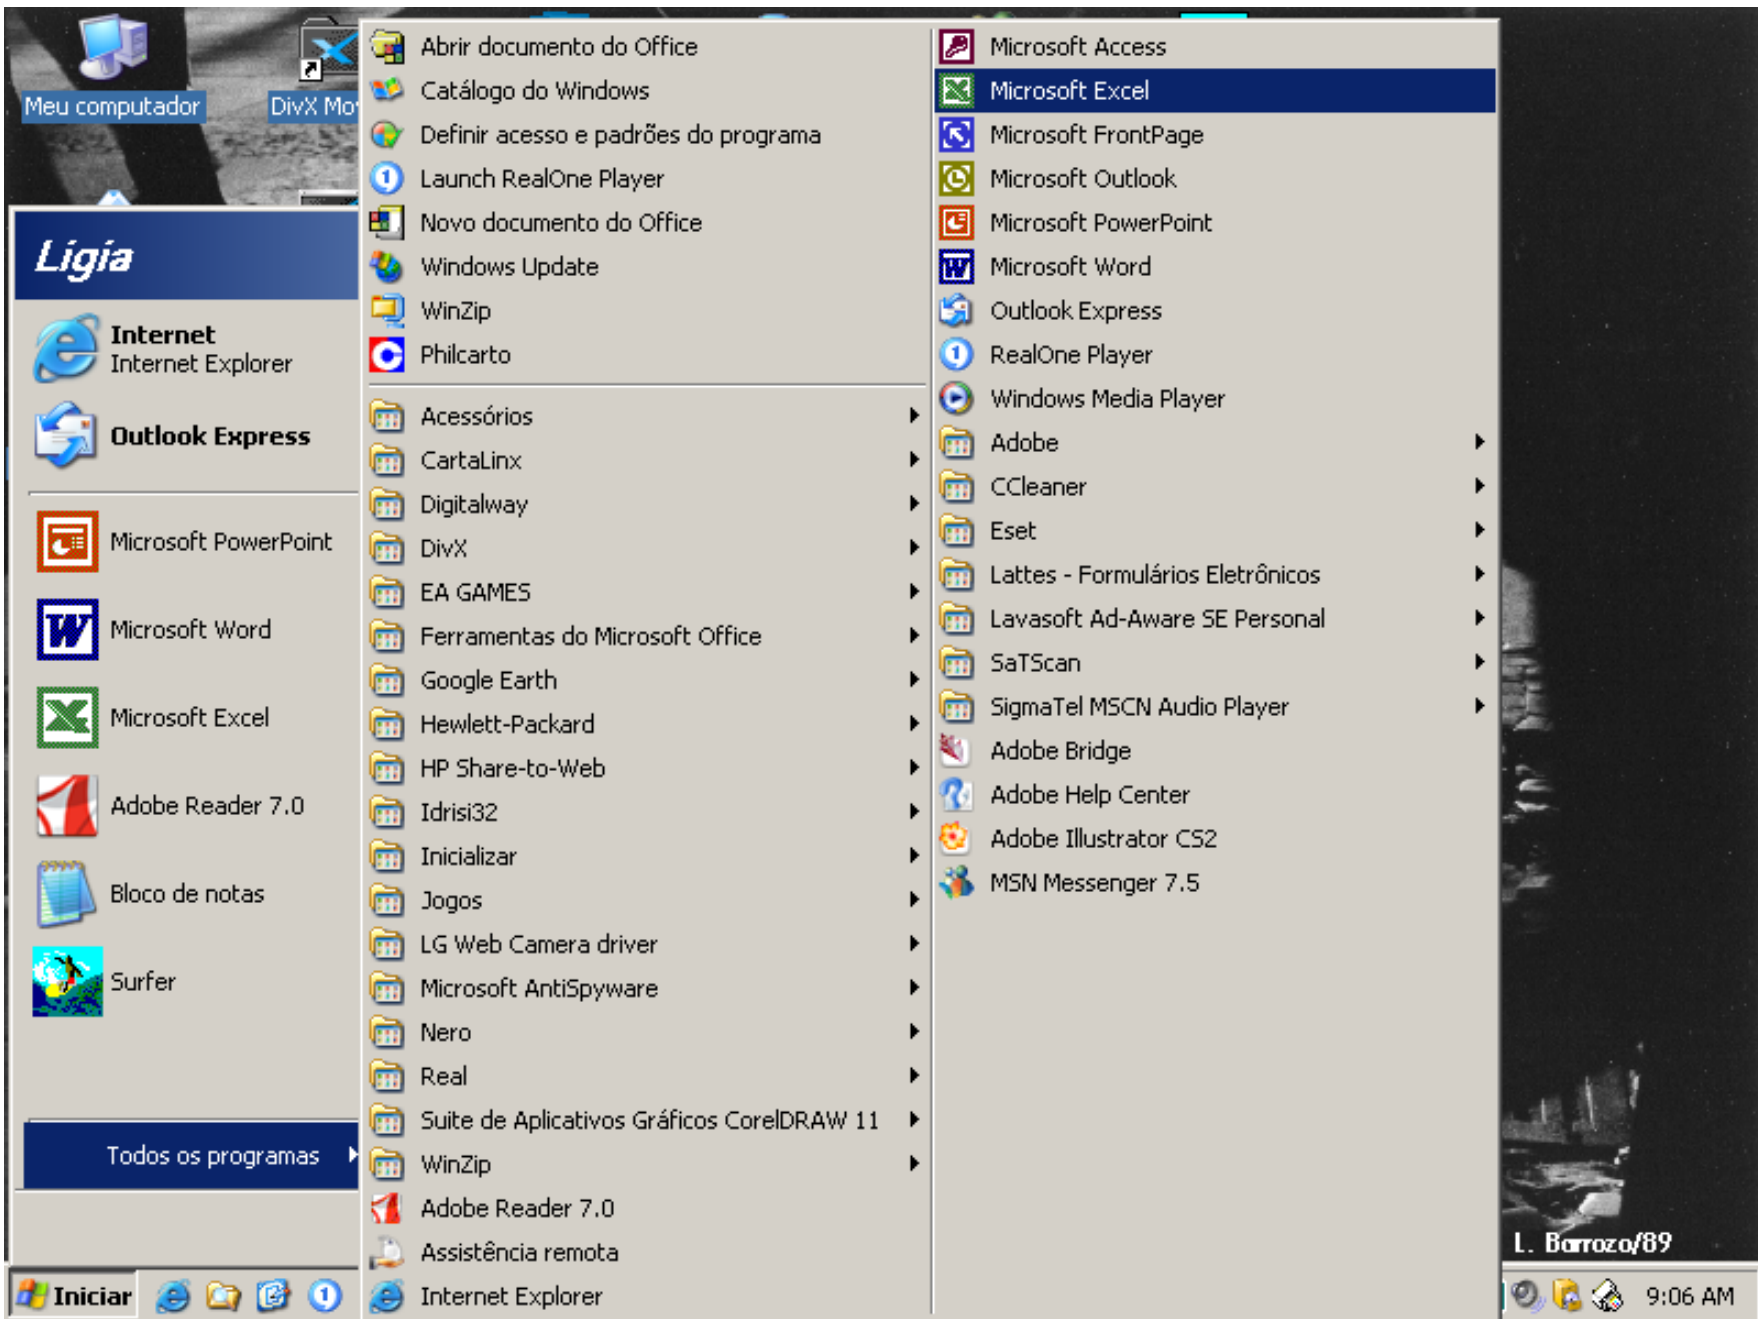 Meu computador
DivX Mo
Lígia
Internet
Internet Explorer
Outlook Express
Microsoft PowerPoint
Microsoft Word
Microsoft Excel
Adobe Reader 7.0
Bloco de notas
Surfer
Todos os programas
Abrir documento do Office
Catálogo do Windows
Definir acesso e padrões do programa
Launch RealOne Player
Novo documento do Office
Windows Update
WinZip
Philcarto
Acessórios
CartaLinx
Digitalway
DivX
EA GAMES
Ferramentas do Microsoft Office
Google Earth
Hewlett-Packard
HP Share-to-Web
Idrisi32
Inicializar
Jogos
LG Web Camera driver
Microsoft AntiSpyware
Nero
Real
Suite de Aplicativos Gráficos CorelDRAW 11
WinZip
Adobe Reader 7.0
Assistência remota
Internet Explorer
Microsoft Access
Microsoft Excel
Microsoft FrontPage
Microsoft Outlook
Microsoft PowerPoint
Microsoft Word
Outlook Express
RealOne Player
Windows Media Player
Adobe
CCleaner
Eset
Lattes - Formulários Eletrônicos
Lavasoft Ad-Aware SE Personal
SaTScan
SigmaTel MSCN Audio Player
Adobe Bridge
Adobe Help Center
Adobe Illustrator CS2
MSN Messenger 7.5
L. Barrozo/89
Iniciar
9:06 AM